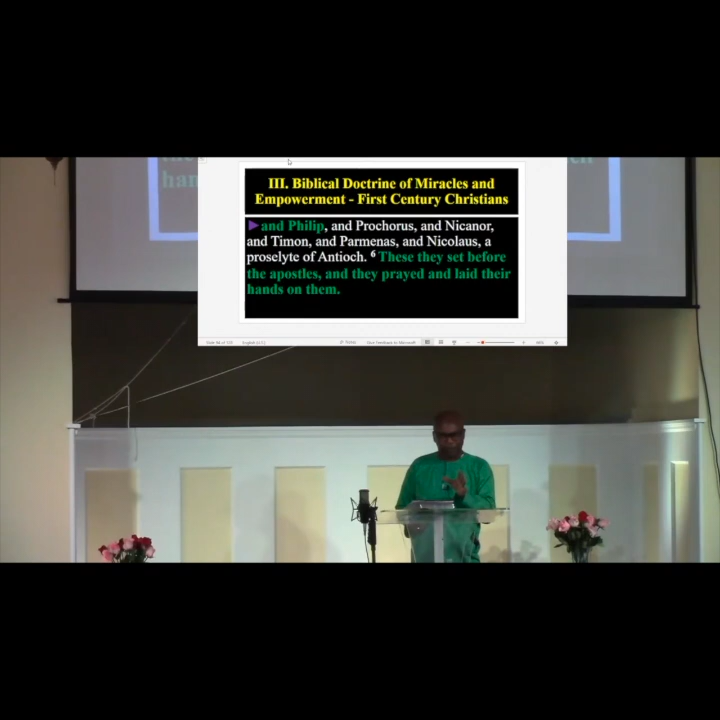 han
III. Biblical Doctrine of Miracles and
Empowerment - First Century Christians
and Philip, and Prochorus, and Nicanor,
and Timon, and Parmenas, and Nicolaus, a
proselyte of Antioch. 6 These they set before
the apostles, and they prayed and laid their
hands on them.